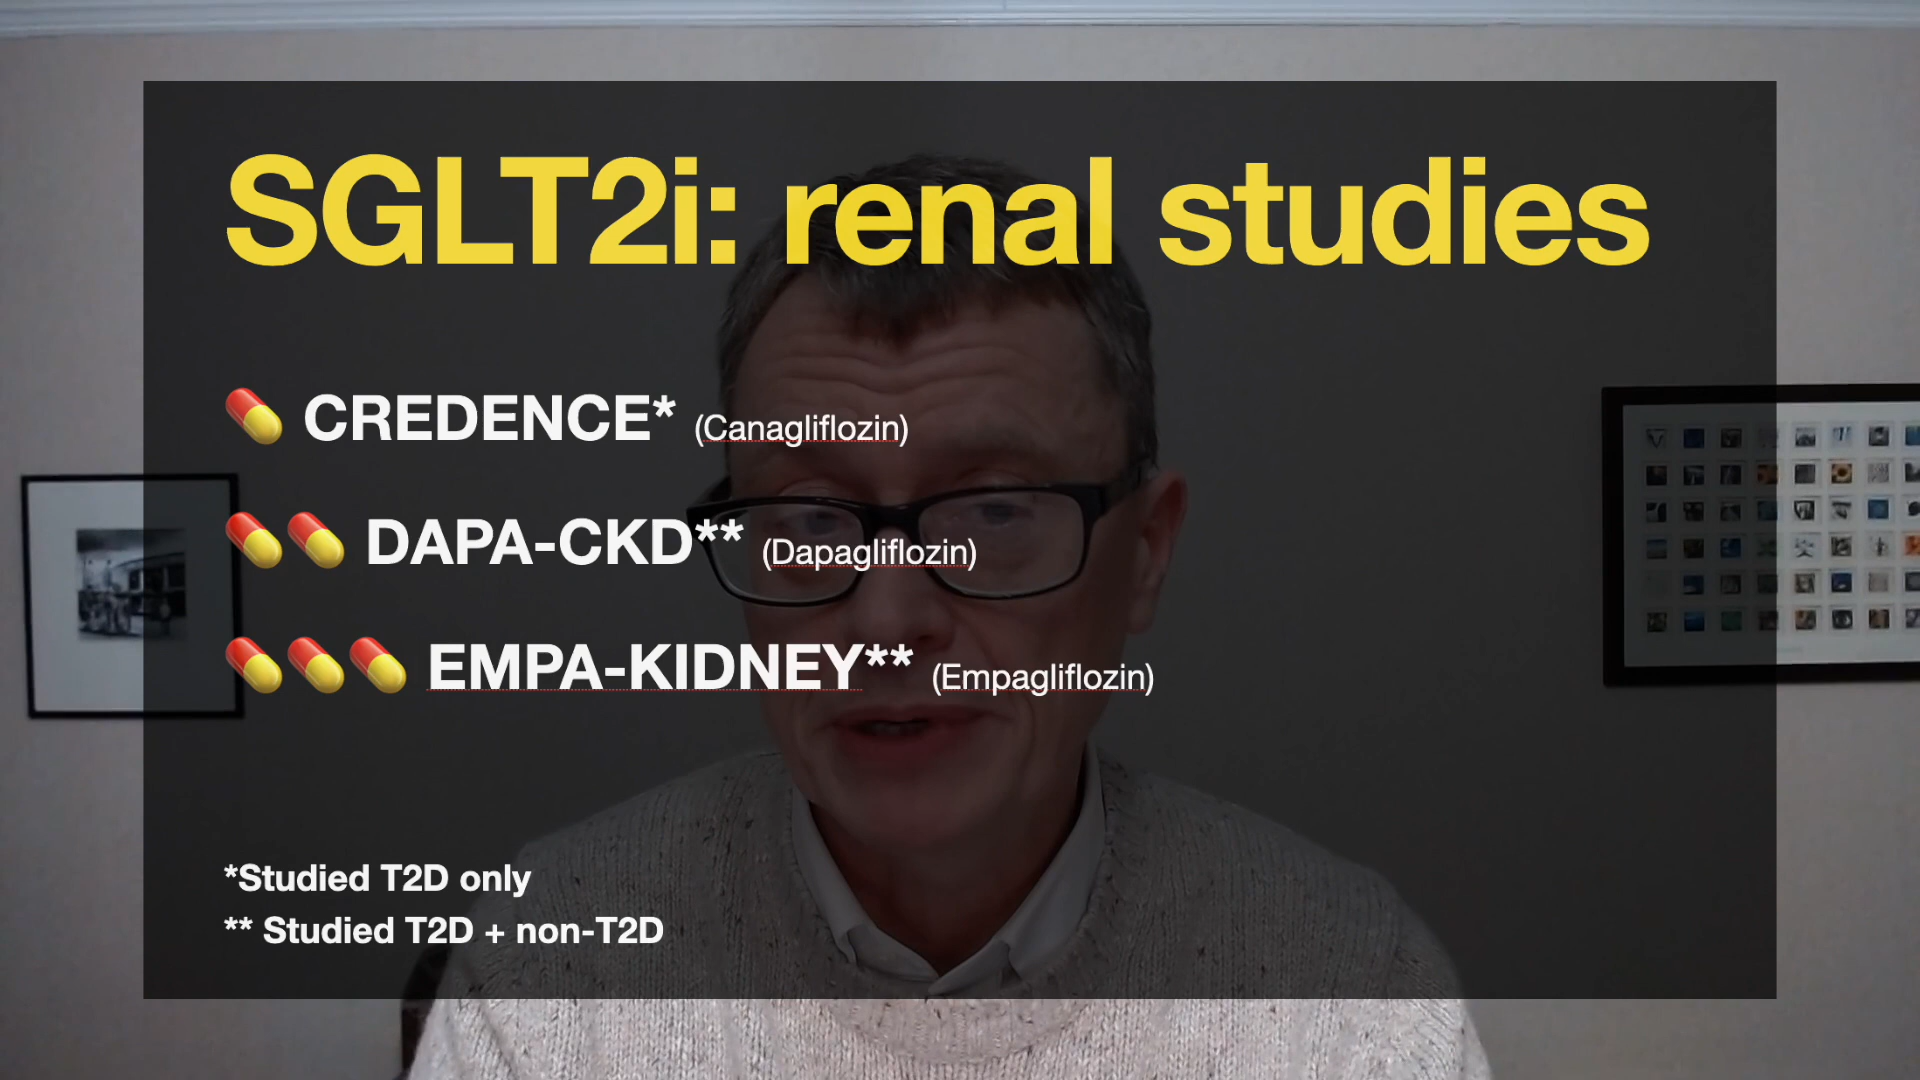 SGLT2i: renal studies
CREDENCE* (Canagliflozin)
DAPA-CKD** (Dapagliflozin)
EMPA-KIDNEY** (Empagliflozin)
*Studied T2D only
** Studied T2D + non-T2D